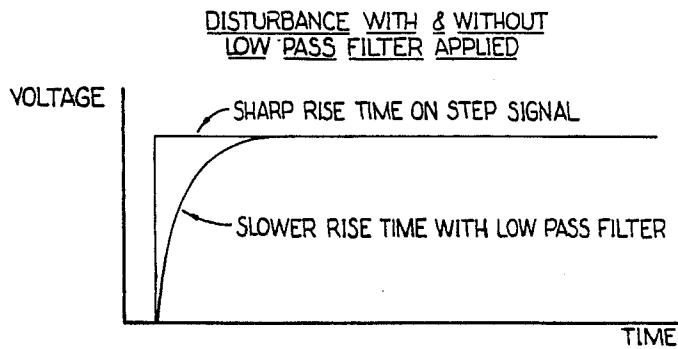 DISTURBANCE WITH & WITHOUT
LOW PASS FILTER APPLIED
VOLTAGE
SHARP RISE TIME ON STEP SIGNAL
SLOWER RISE TIME WITH LOW PASS FILTER
TIME